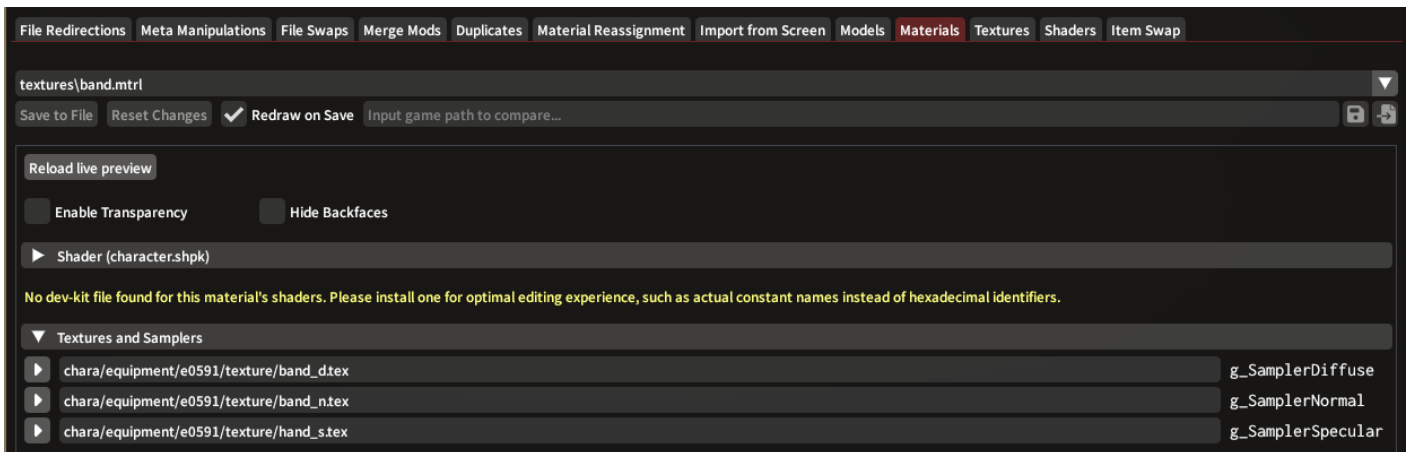 File Redirections Meta Manipulations File Swaps Merge Mods Duplicates Material Reassignment Import from Screen Models Materials Textures Shaders Item Swap
textures\band.mtrl
Save to File Reset Changes Redraw on Save Input game path to compare...
Reload live preview
Enable Transparency Hide Backfaces
Shader (character.shpk)
No dev-kit file found for this material's shaders. Please install one for optimal editing experience, such as actual constant names instead of hexadecimal identifiers.
Textures and Samplers
chara/equipment/e0591/texture/band_d.tex g_SamplerDiffuse
chara/equipment/e0591/texture/band_n.tex g_SamplerNormal
chara/equipment/e0591/texture/hand_s.tex g_SamplerSpecular